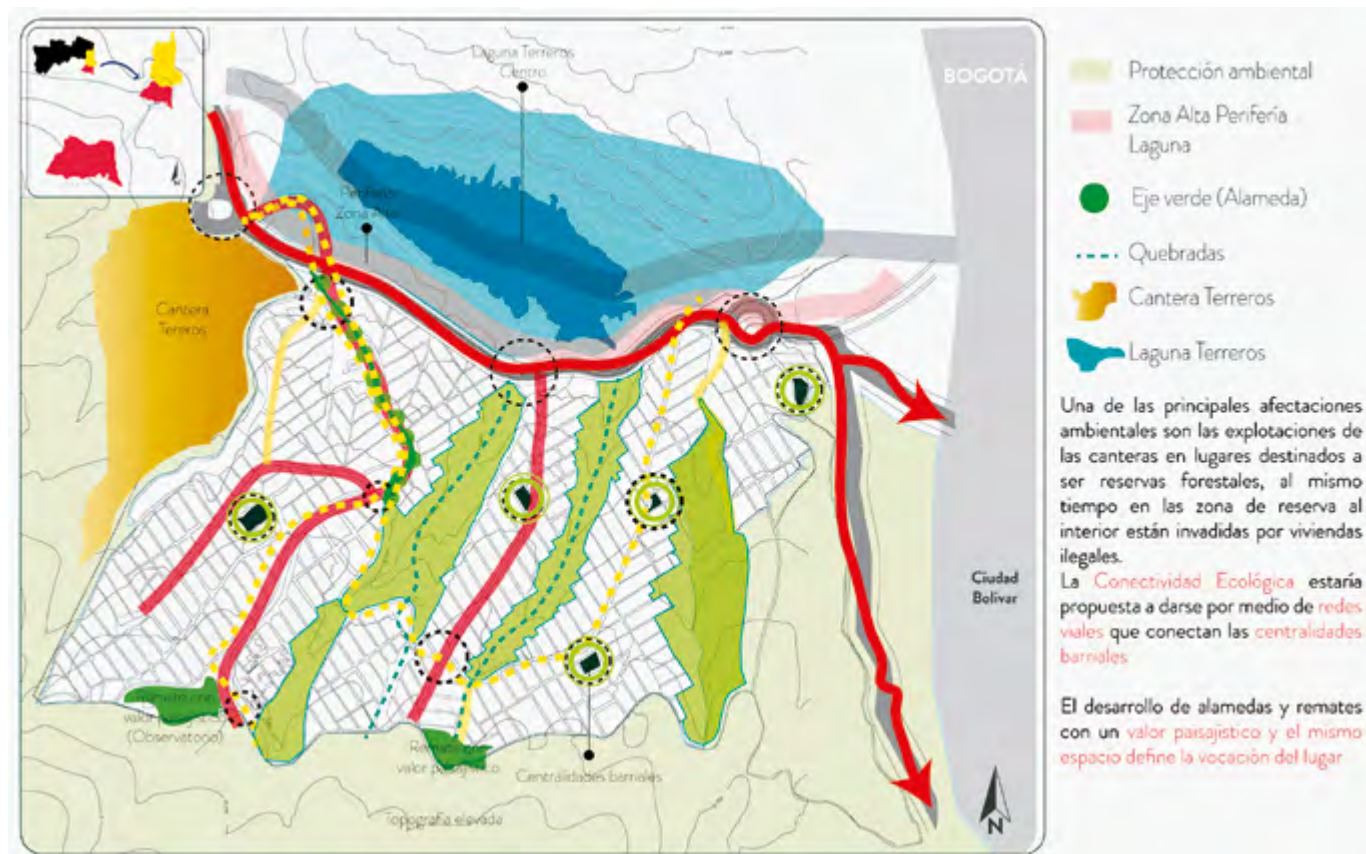 Laguna Terreros
Centro
BOGOTÁ
Zona Alta
Cantera
Terreros
Ciudad
Bolívar
valor
(Observatorio)
valor paisajístico
Centralidades barriales
Topografía elevada
N
Protección ambiental
Zona Alta Perifería
Laguna
Eje verde (Alameda)
Quebradas
Cantera Terreros
Laguna Terreros
Una de las principales afectaciones
ambientales son las explotaciones de
las canteras en lugares destinados a
ser reservas forestales, al mismo
tiempo en las zona de reserva al
interior están invadidas por viviendas
ilegales.
La Conectividad Ecológica estaría
propuesta a darse por medio de redes
viales que conectan las centralidades
barriales
El desarrollo de alamedas y remates
con un valor paisajístico y el mismo
espacio define la vocación del lugar